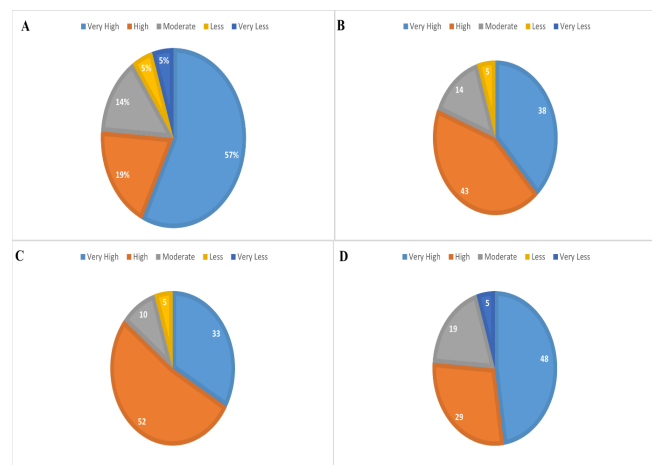 A
Very High High Moderate Less Very Less
5%
5%
14%
57%
19%
B
Very High High Moderate Less Very Less
5
14
38
43
C
Very High High Moderate Less Very Less
5
10
33
52
D
Very High High Moderate Less Very Less
5
19
48
29